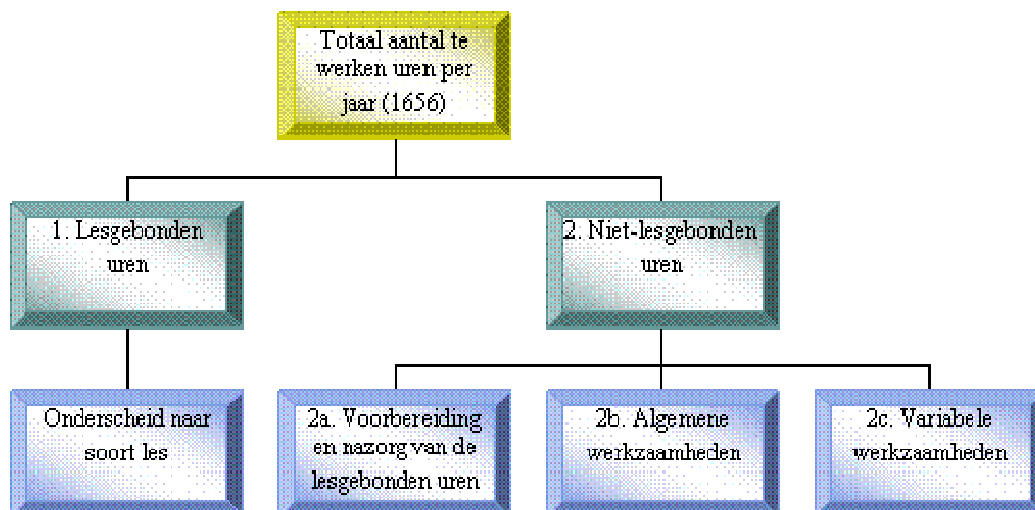 Totaal aantal te
werken uren per
jaar (1656)
1. Lesgebonden
uren
2. Niet-lesgebonden
uren
Onderscheid naar
soort les
2a. Voorbereiding
en nazorg van de
lesgebonden uren
2b. Algemene
werkzaamheden
2c. Variabele
werkzaamheden